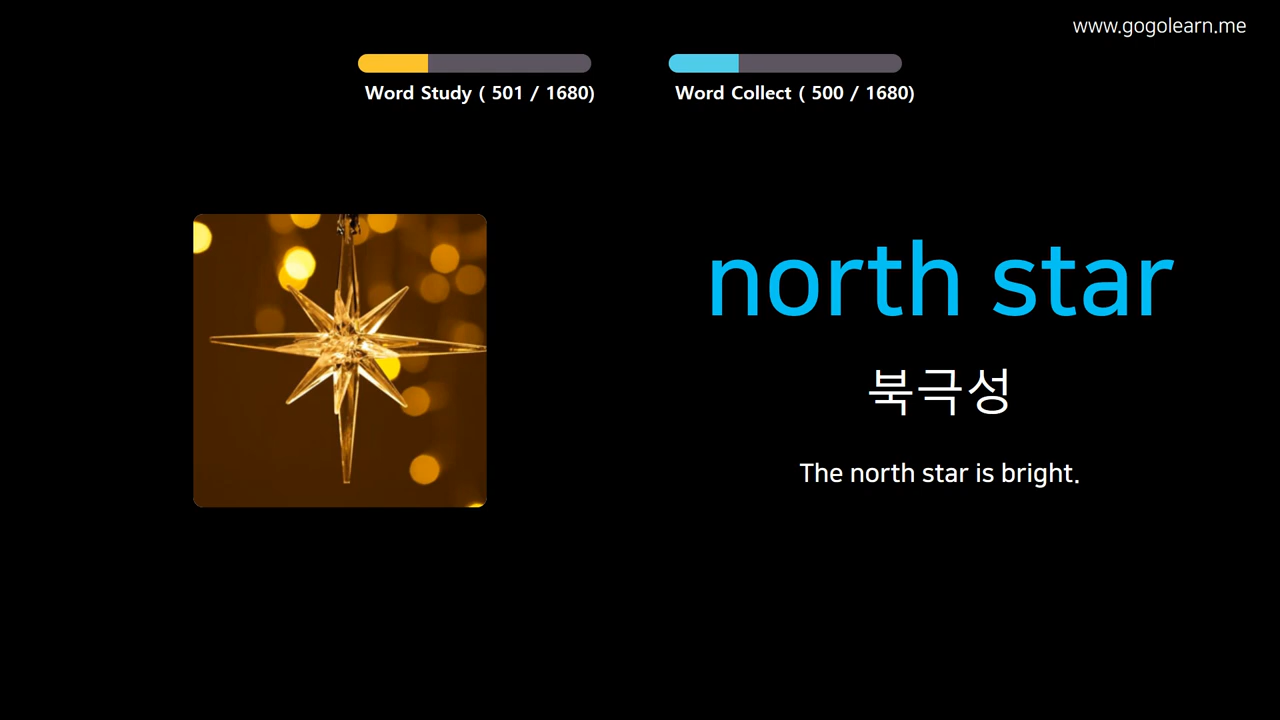 www.gogolearn.me
Word Study ( 501 / 1680)
Word Collect ( 500 / 1680)
north star
북극성
The north star is bright.